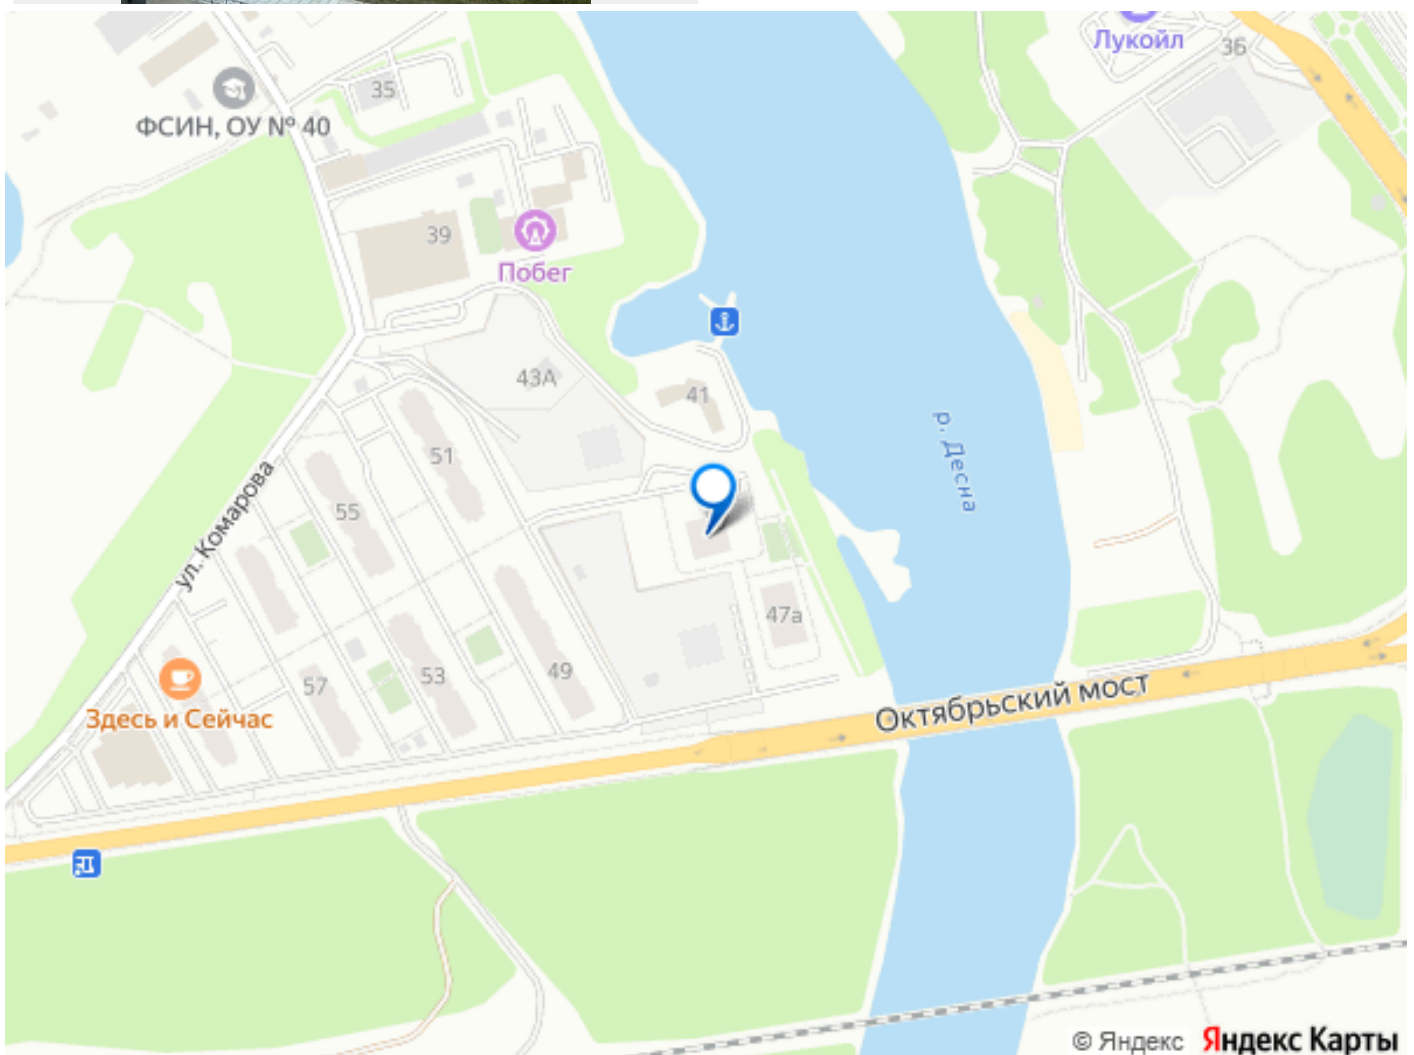 Лукойл
3Б
35
ФСИН, ОУ № 40
39
Побег
43А
41
51
р. Десна
ул. Комарова
55
47а
49
53
57
Здесь и Сейчас
Октябрьский мост
© Яндекс Яндекс Карты